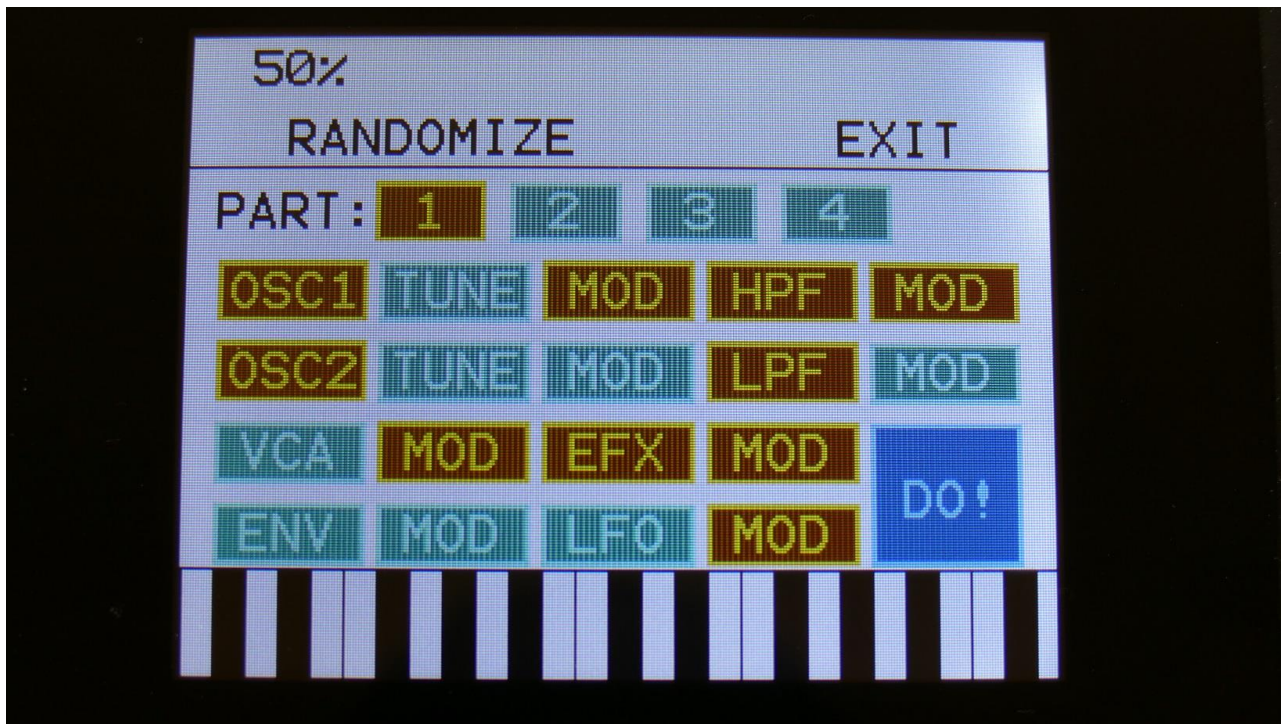 50%
RANDOMIZE EXIT
PART: 1 2 3 4
OSC1 TUNE MOD HPF MOD
OSC2 TUNE MOD LPF MOD
VCA MOD EFX MOD
DO!
ENV MOD LFO MOD